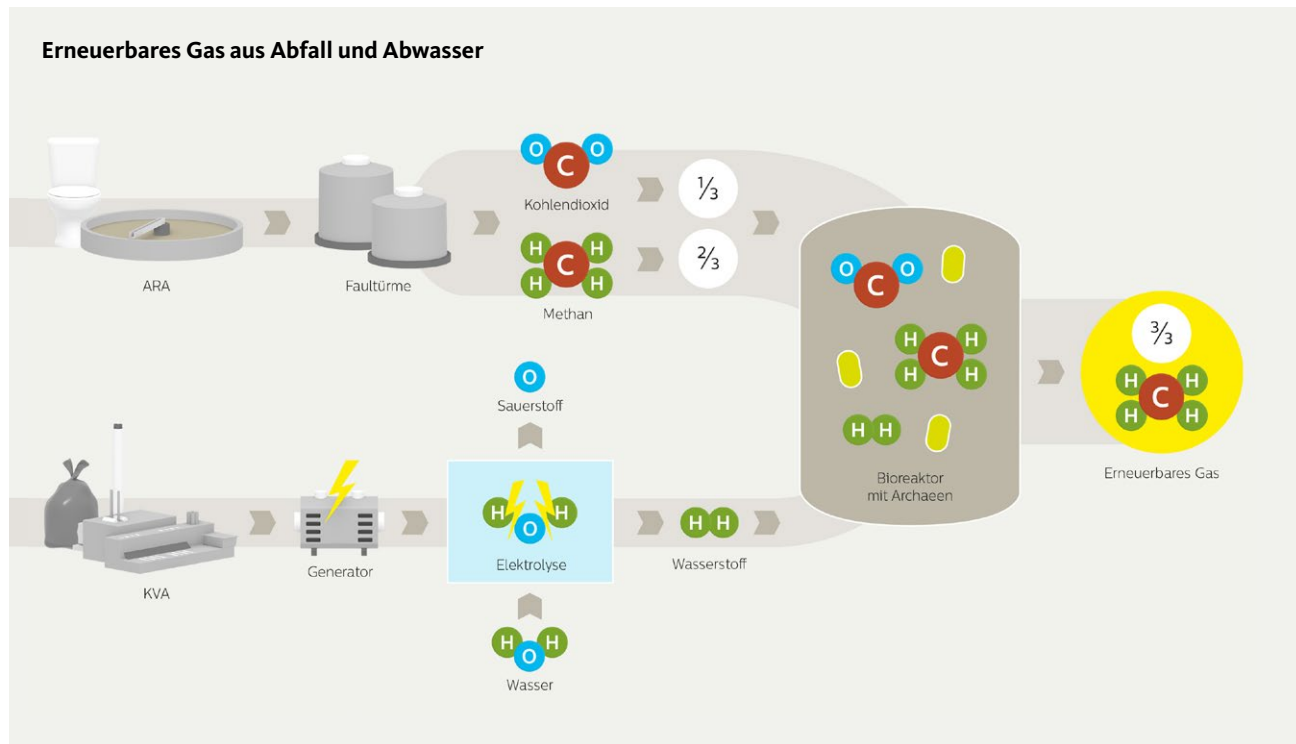 Erneuerbares Gas aus Abfall und Abwasser
O C O
Kohlendioxid
1/3
H H
C
H H
Methan
2/3
ARA
Faultürme
O C O
H H
C
H H
H H
Bioreaktor
mit Archaeen
3/3
H H
C
H H
Erneuerbares Gas
O
Sauerstoff
H O H
Elektrolyse
H H
Wasserstoff
Generator
KVA
H O H
Wasser